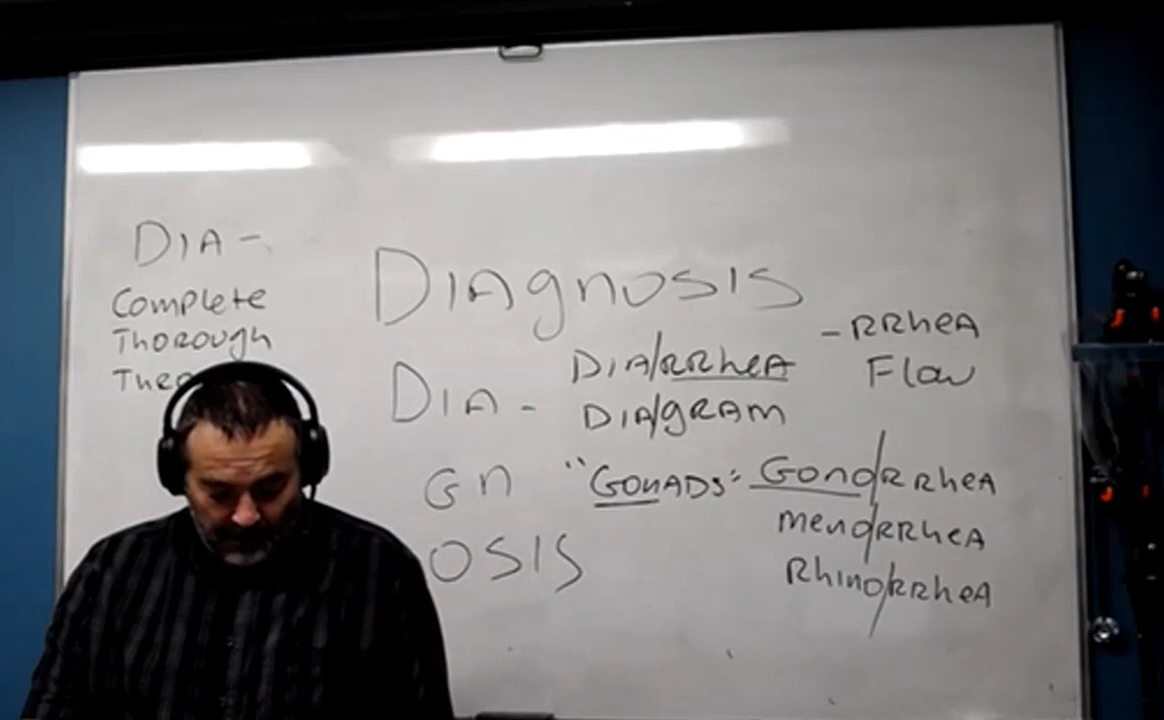 DIA-
Complete
Thorough
Diagnosis
DIA/RRheA
-RRheA
Flow
DIA-
DIA/gRAM
Gn
"GonADS"
Gono/RRheA
OSIS
meno/RRheA
Rhino/RRheA